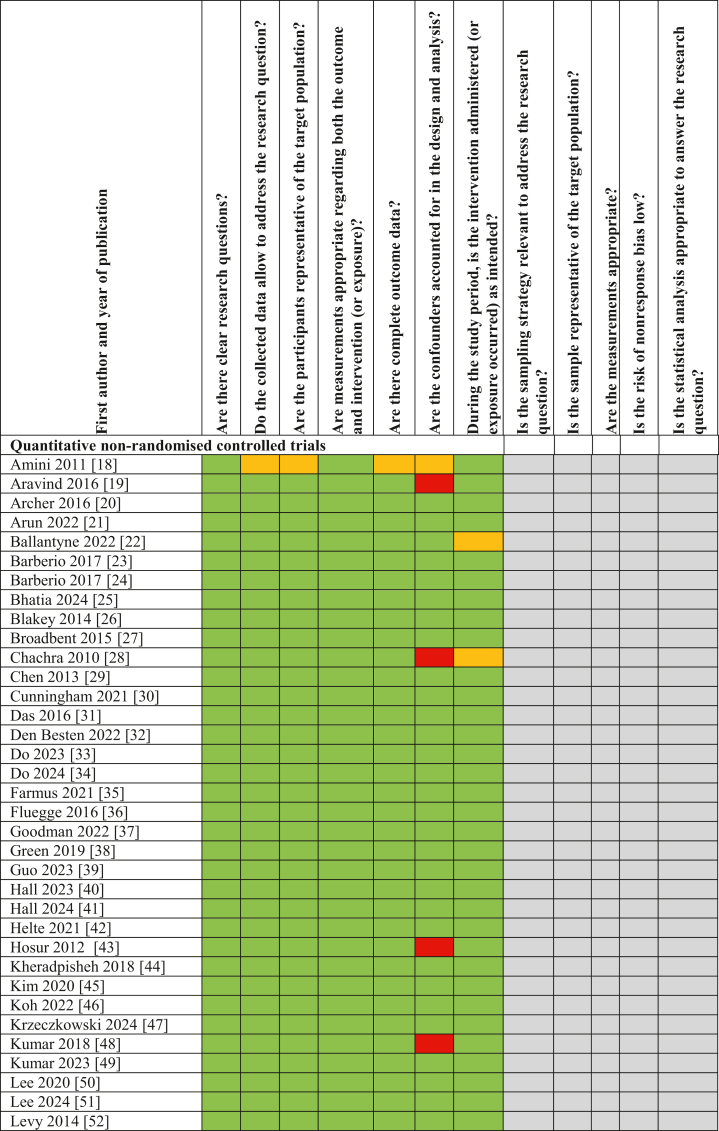 First author and year of publication
Are there clear research questions?
Do the collected data allow to address the research question?
Are the participants representative of the target population?
Are measurements appropriate regarding both the outcome
and intervention (or exposure)?
Are there complete outcome data?
Are the confounders accounted for in the design and analysis?
During the study period, is the intervention administered (or
exposure occurred) as intended?
Is the sampling strategy relevant to address the research
question?
Is the sample representative of the target population?
Are the measurements appropriate?
Is the risk of nonresponse bias low?
Is the statistical analysis appropriate to answer the research
question?
Quantitative non-randomised controlled trials
Amini 2011 [18]
Aravind 2016 [19]
Archer 2016 [20]
Arun 2022 [21]
Ballantyne 2022 [22]
Barberio 2017 [23]
Barberio 2017 [24]
Bhatia 2024 [25]
Blakey 2014 [26]
Broadbent 2015 [27]
Chachra 2010 [28]
Chen 2013 [29]
Cunningham 2021 [30]
Das 2016 [31]
Den Besten 2022 [32]
Do 2023 [33]
Do 2024 [34]
Farmus 2021 [35]
Fluegge 2016 [36]
Goodman 2022 [37]
Green 2019 [38]
Guo 2023 [39]
Hall 2023 [40]
Hall 2024 [41]
Helte 2021 [42]
Hosur 2012 [43]
Kheradpisheh 2018 [44]
Kim 2020 [45]
Koh 2022 [46]
Krzeczkowski 2024 [47]
Kumar 2018 [48]
Kumar 2023 [49]
Lee 2020 [50]
Lee 2024 [51]
Levy 2014 [52]